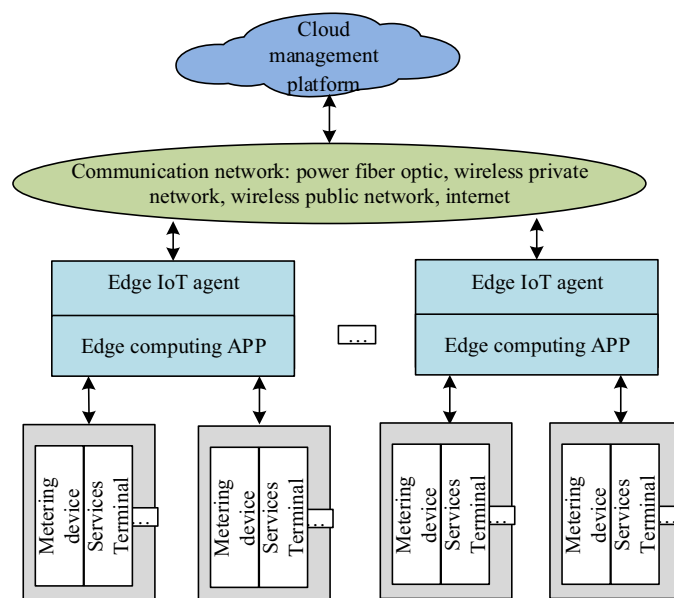 Cloud
management
platform
Communication network: power fiber optic, wireless private
network, wireless public network, internet
Edge IoT agent
Edge computing APP
...
Edge IoT agent
Edge computing APP
Metering
device
Services
Terminal
...
Metering
device
Services
Terminal
...
Metering
device
Services
Terminal
...
Metering
device
Services
Terminal
...